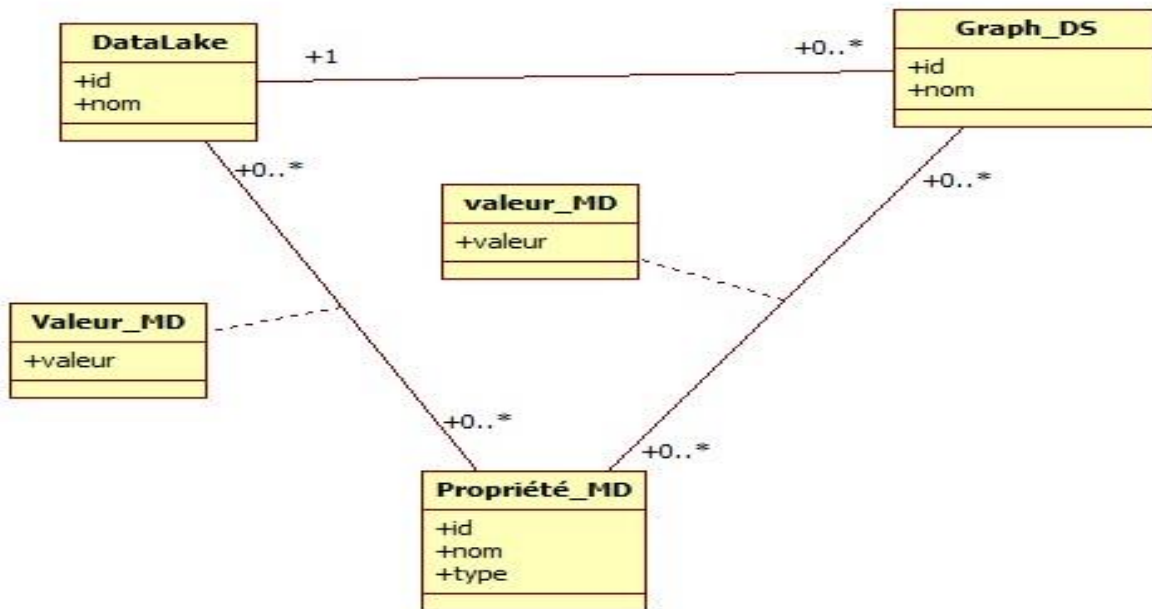 DataLake
+id
+nom
+1
+0..*
Graph_DS
+id
+nom
+0..*
+0..*
valeur_MD
+valeur
Valeur_MD
+valeur
+0..*
+0..*
Propriété_MD
+id
+nom
+type